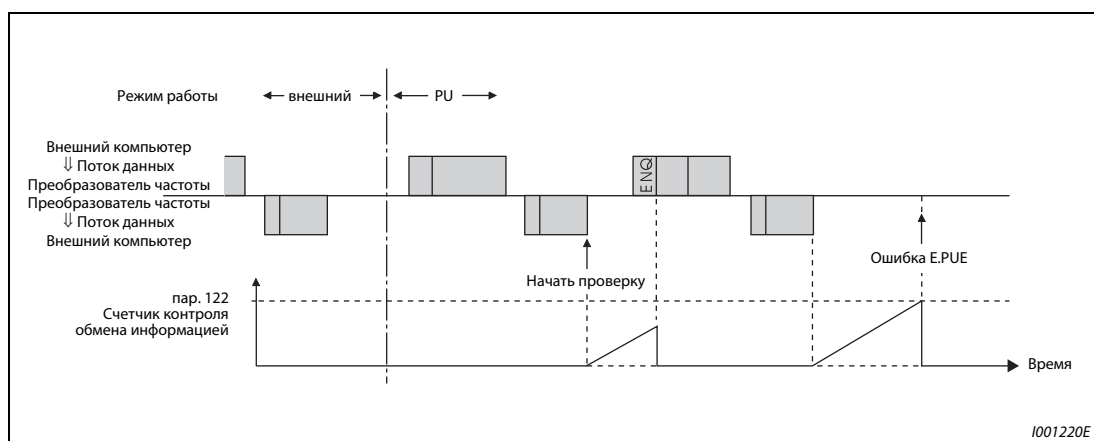 Режим работы
внешний
PU
Внешний компьютер
⇓ Поток данных
Преобразователь частоты
Преобразователь частоты
⇓ Поток данных
Внешний компьютер
ENQ
Начать проверку
Ошибка E.PUE
пар. 122
Счетчик контроля
обмена информацией
Время
I001220E